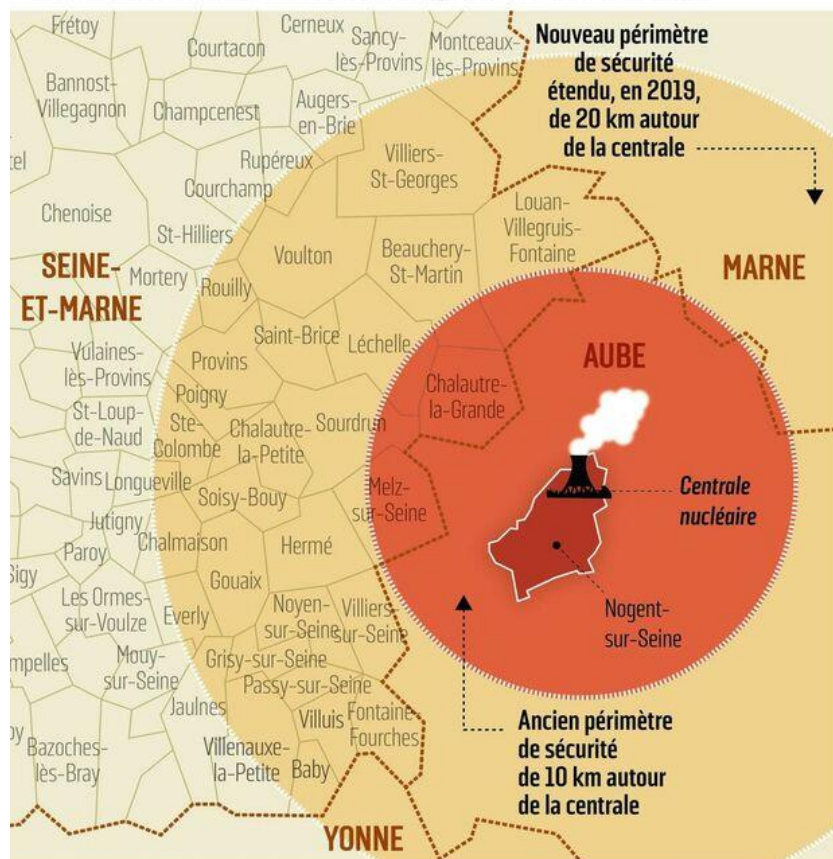 Frétoy
Cerneux
Courtacon
Sancy-
lès-Provins
Montceaux-
lès-Provins
Nouveau périmètre
de sécurité
étendu, en 2019,
de 20 km autour
de la centrale
Bannost-
Villegagnon
Champcenest
Augers-
en-Brie
Rupéreux
Villiers-
St-Georges
Courchamp
Chenoise
Louan-
Villegruis-
Fontaine
St-Hilliers
Voulton
Beauchery-
St-Martin
SEINE-
ET-MARNE
MARNE
Mortery
Rouilly
Saint-Brice
Léchelle
AUBE
Vulaines-
lès-Provins
Provins
Poigny
Chalautre-
la-Grande
St-Loup-
de-Naud
Ste-
Colombe
Chalautre-
la-Petite
Sourdrun
Savins
Longueville
Soisy-Bouy
Melz-
sur-Seine
Centrale
nucléaire
Jutigny
Chalmaison
Hermé
Paroy
Sigy
Gouaix
Les Ormes-
sur-Voulze
Everly
Noyen-
sur-Seine
Villiers-
sur-Seine
Nogent-
sur-Seine
mpelles
Mouy-
sur-Seine
Grisy-sur-Seine
Passy-sur-Seine
Jaulnes
Villuis
Fontaine-
Fourches
Ancien périmètre
de sécurité
de 10 km autour
de la centrale
Bazoches-
lès-Bray
Villenauxe-
la-Petite
Baby
YONNE